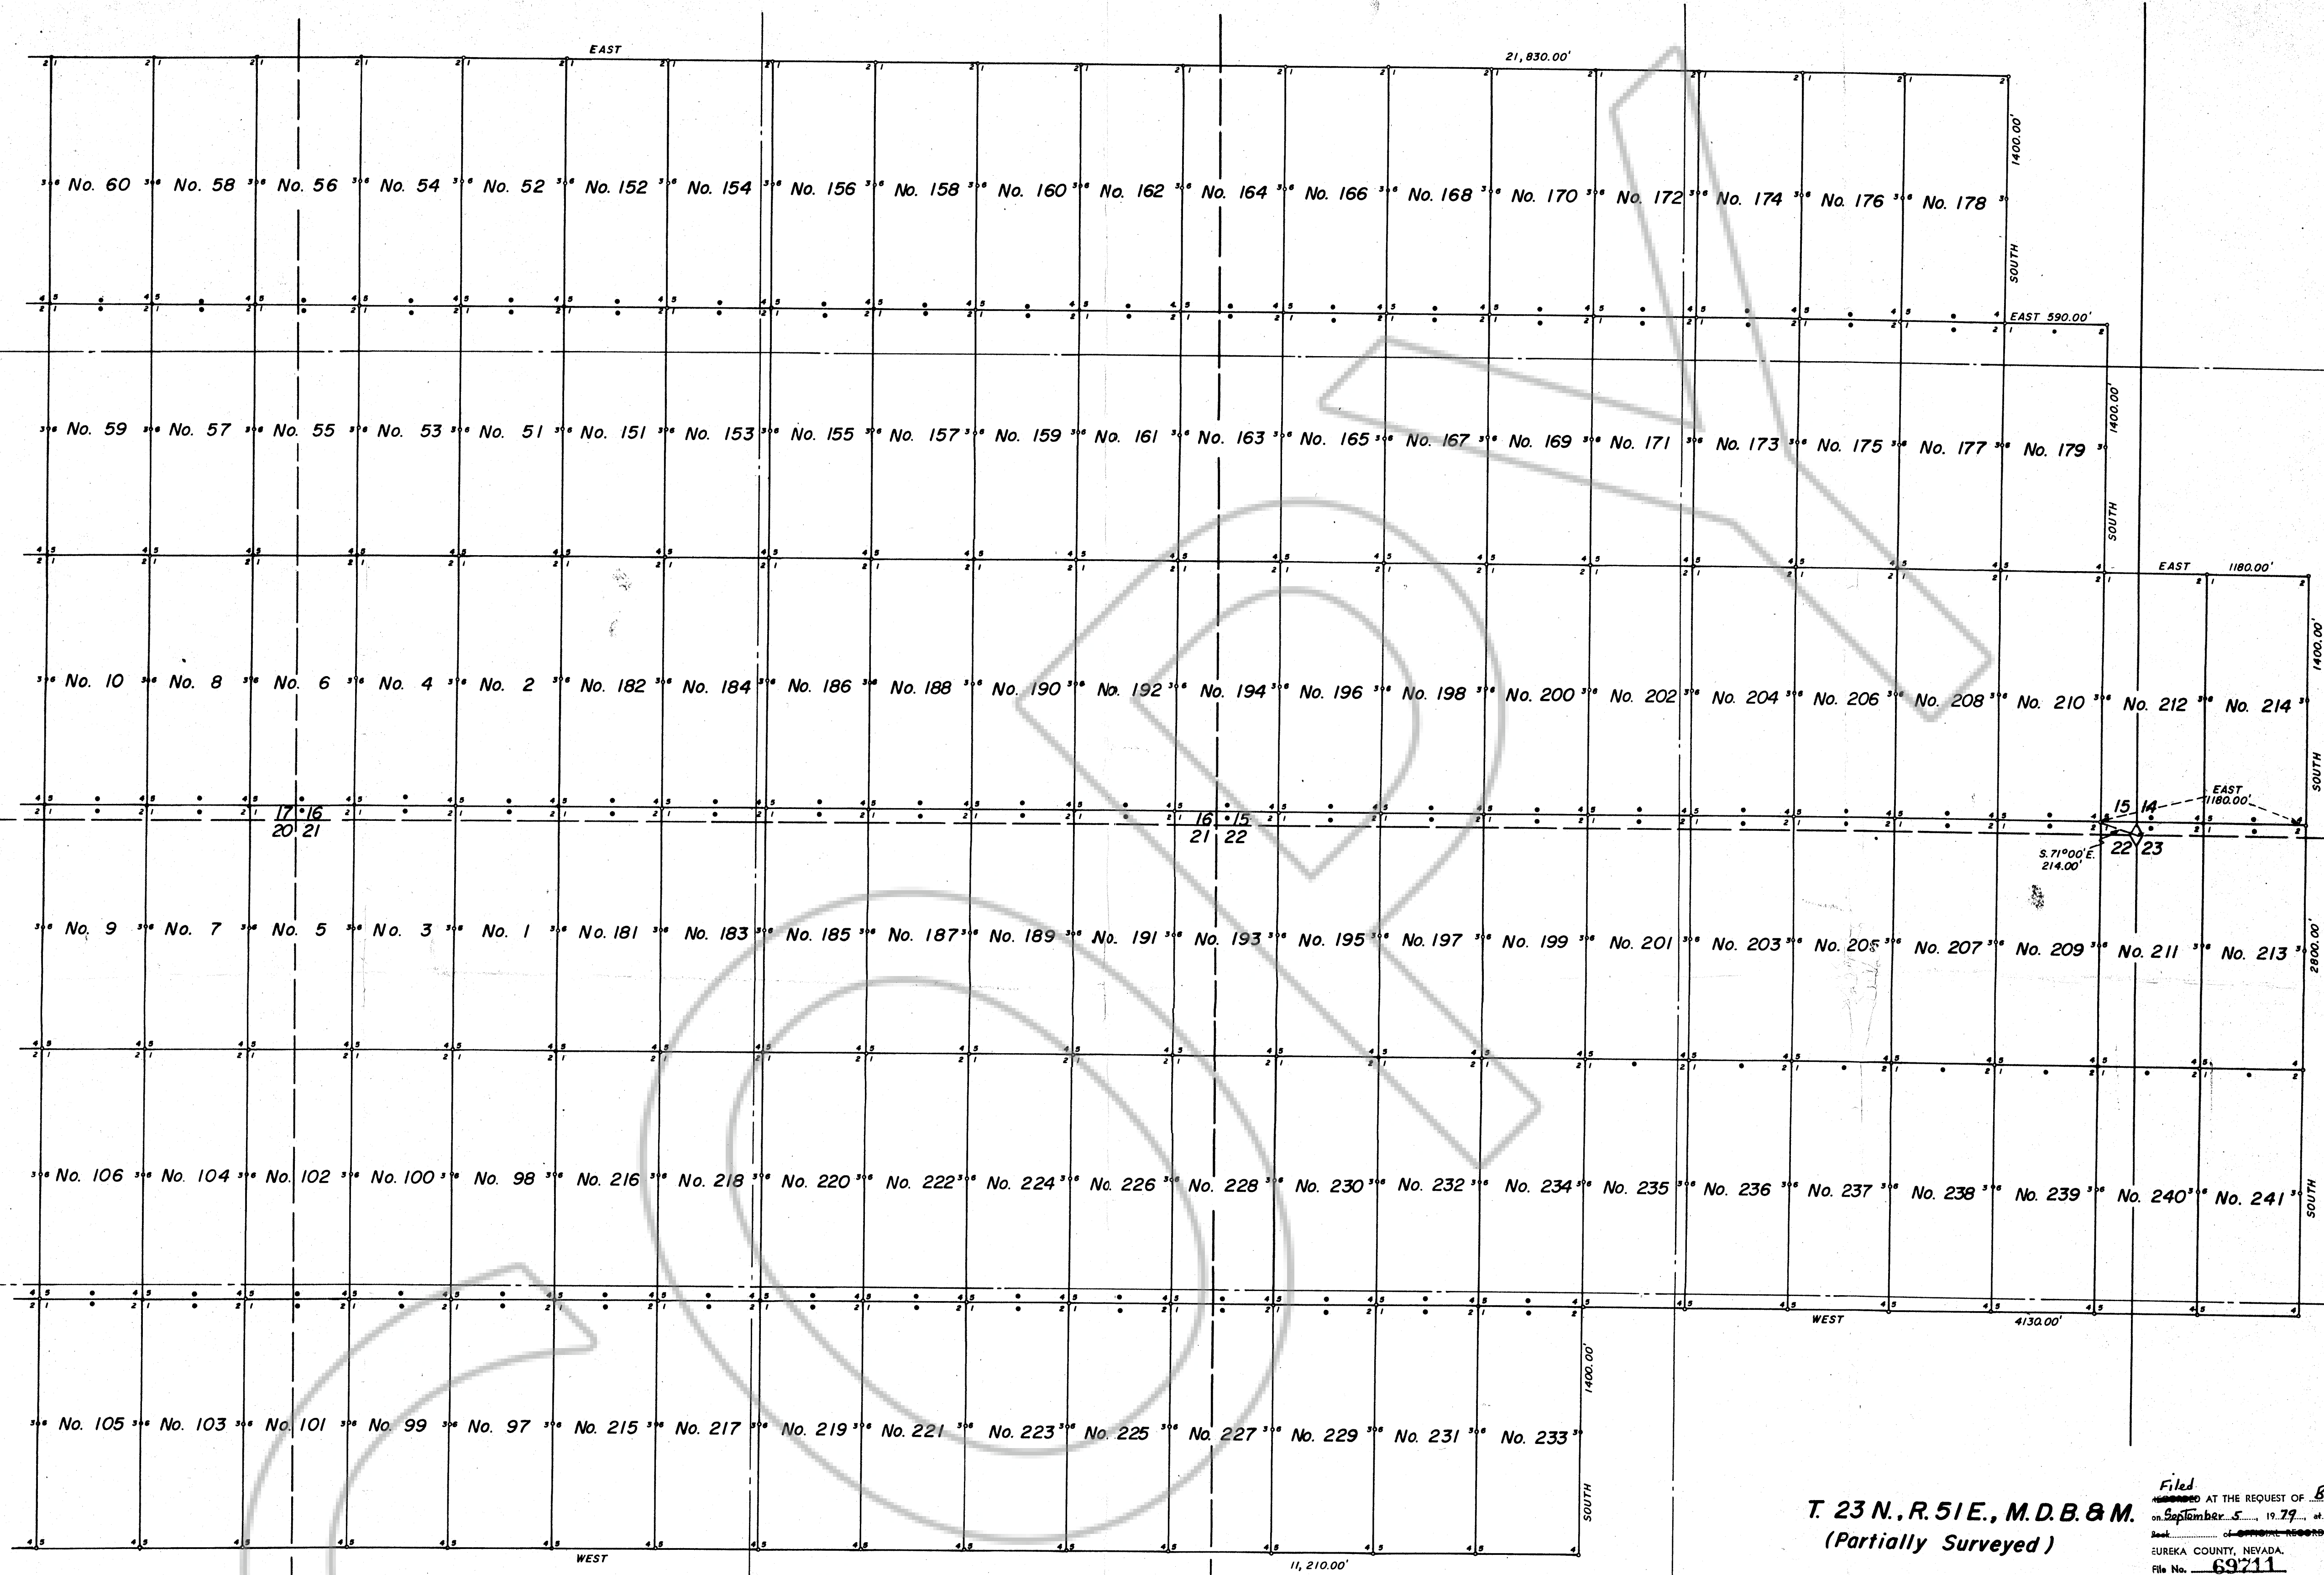 EAST 21,830.00'
No. 60 No. 58 No. 56 No. 54 No. 52 No. 152 No. 154 No. 156 No. 158 No. 160 No. 162 No. 164 No. 166 No. 168 No. 170 No. 172 No. 174 No. 176 No. 178
1400.00'
SOUTH
EAST 590.00'
No. 59 No. 57 No. 55 No. 53 No. 51 No. 151 No. 153 No. 155 No. 157 No. 159 No. 161 No. 163 No. 165 No. 167 No. 169 No. 171 No. 173 No. 175 No. 177 No. 179
1400.00'
SOUTH
EAST 1180.00'
No. 10 No. 8 No. 6 No. 4 No. 2 No. 182 No. 184 No. 186 No. 188 No. 190 No. 192 No. 194 No. 196 No. 198 No. 200 No. 202 No. 204 No. 206 No. 208 No. 210 No. 212 No. 214
1400.00'
SOUTH
EAST
1180.00'
17 16 16 15 15 14
20 21 21 22 22 23
S. 71°00' E.
214.00'
No. 9 No. 7 No. 5 No. 3 No. 1 No. 181 No. 183 No. 185 No. 187 No. 189 No. 191 No. 193 No. 195 No. 197 No. 199 No. 201 No. 203 No. 205 No. 207 No. 209 No. 211 No. 213
2800.00'
No. 106 No. 104 No. 102 No. 100 No. 98 No. 216 No. 218 No. 220 No. 222 No. 224 No. 226 No. 228 No. 230 No. 232 No. 234 No. 235 No. 236 No. 237 No. 238 No. 239 No. 240 No. 241
SOUTH
WEST 4130.00'
1400.00'
No. 105 No. 103 No. 101 No. 99 No. 97 No. 215 No. 217 No. 219 No. 221 No. 223 No. 225 No. 227 No. 229 No. 231 No. 233
SOUTH
WEST 11,210.00'
T. 23 N., R. 51 E., M. D. B. & M.
(Partially Surveyed)
Filed
RECORDED AT THE REQUEST OF B
on September 5, 1979, at
Book of OFFICIAL RECORD
EUREKA COUNTY, NEVADA.
File No. 69711
COPY